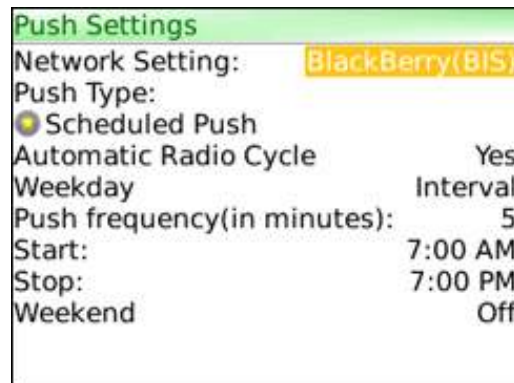 Push Settings
Network Setting: BlackBerry(BIS)
Push Type:
Scheduled Push
Automatic Radio Cycle Yes
Weekday Interval
Push frequency(in minutes): 5
Start: 7:00 AM
Stop: 7:00 PM
Weekend Off